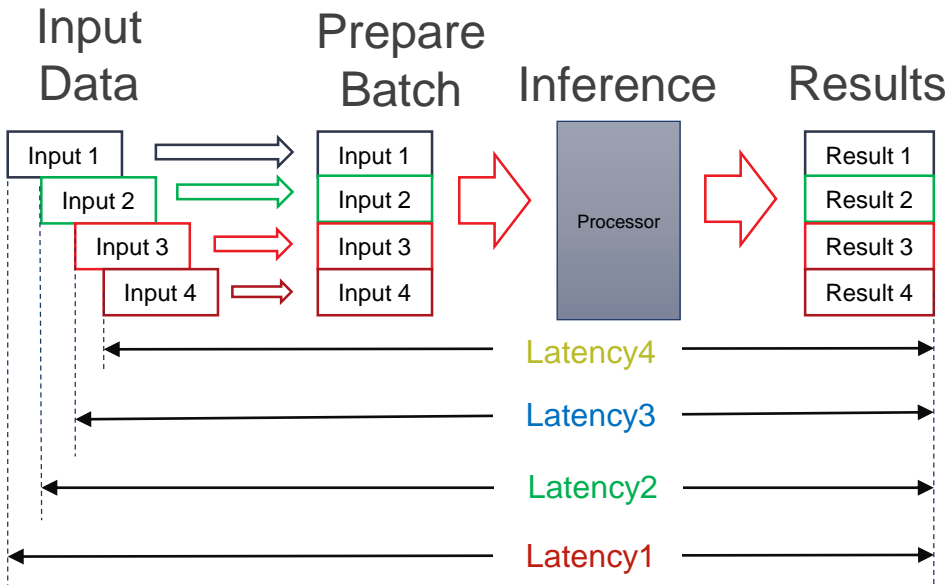 Input
Data
Prepare
Batch
Inference
Results
Input 1
Input 2
Input 3
Input 4
Input 1
Input 2
Input 3
Input 4
Processor
Result 1
Result 2
Result 3
Result 4
Latency4
Latency3
Latency2
Latency1